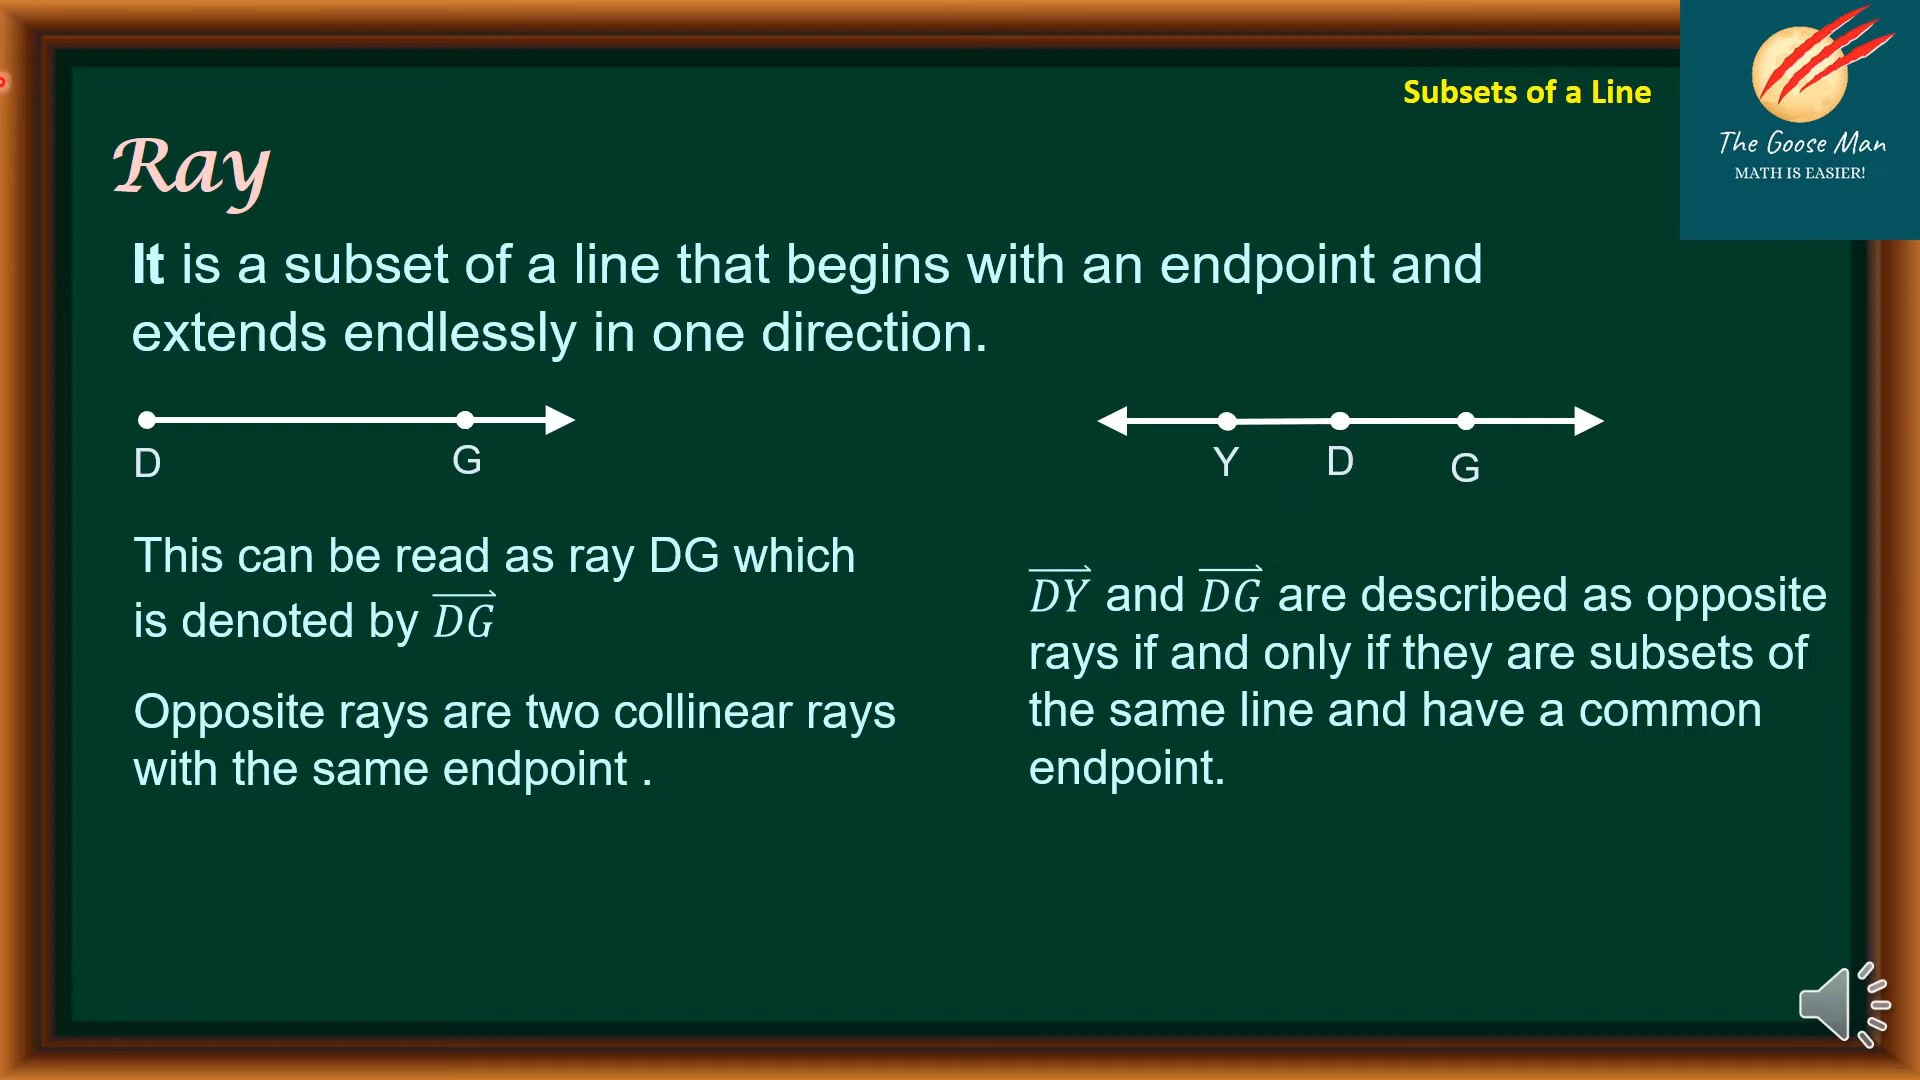 Subsets of a Line
The Goose Man
MATH IS EASIER!
Ray
It is a subset of a line that begins with an endpoint and
extends endlessly in one direction.
D G
Y D G
This can be read as ray DG which
is denoted by \overrightarrow{DG}
Opposite rays are two collinear rays
with the same endpoint .
\overrightarrow{DY} and \overrightarrow{DG} are described as opposite
rays if and only if they are subsets of
the same line and have a common
endpoint.